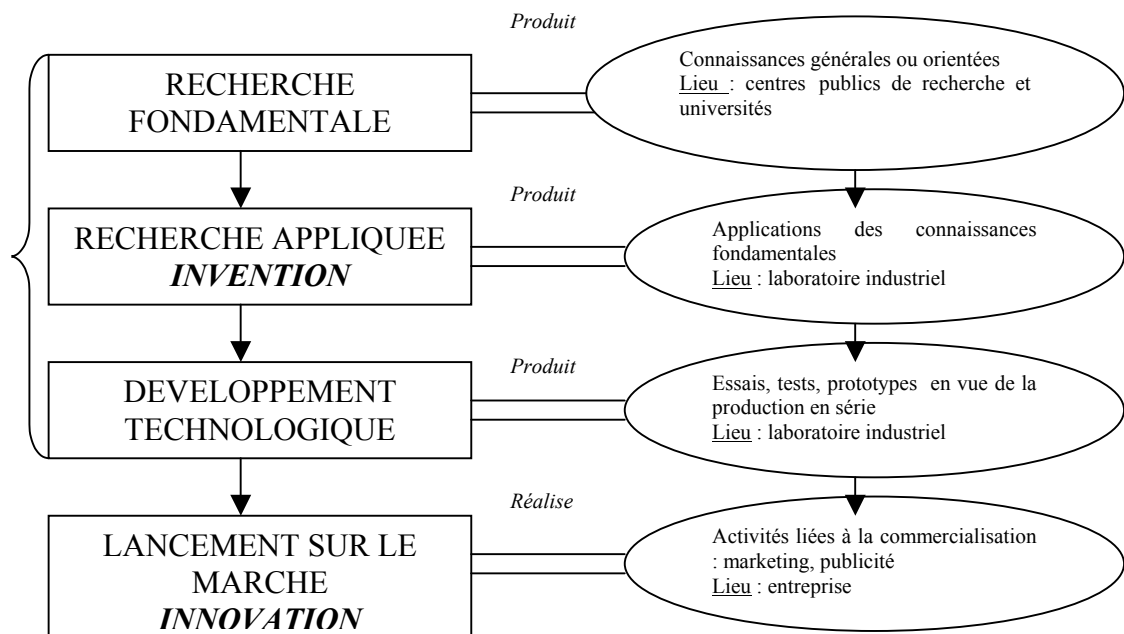 Produit
RECHERCHE
FONDAMENTALE
Connaissances générales ou orientées
Lieu : centres publics de recherche et
universités
Produit
RECHERCHE APPLIQUEE
INVENTION
Applications des connaissances
fondamentales
Lieu : laboratoire industriel
Produit
DEVELOPPEMENT
TECHNOLOGIQUE
Essais, tests, prototypes en vue de la
production en série
Lieu : laboratoire industriel
Réalise
LANCEMENT SUR LE
MARCHE
INNOVATION
Activités liées à la commercialisation
: marketing, publicité
Lieu : entreprise